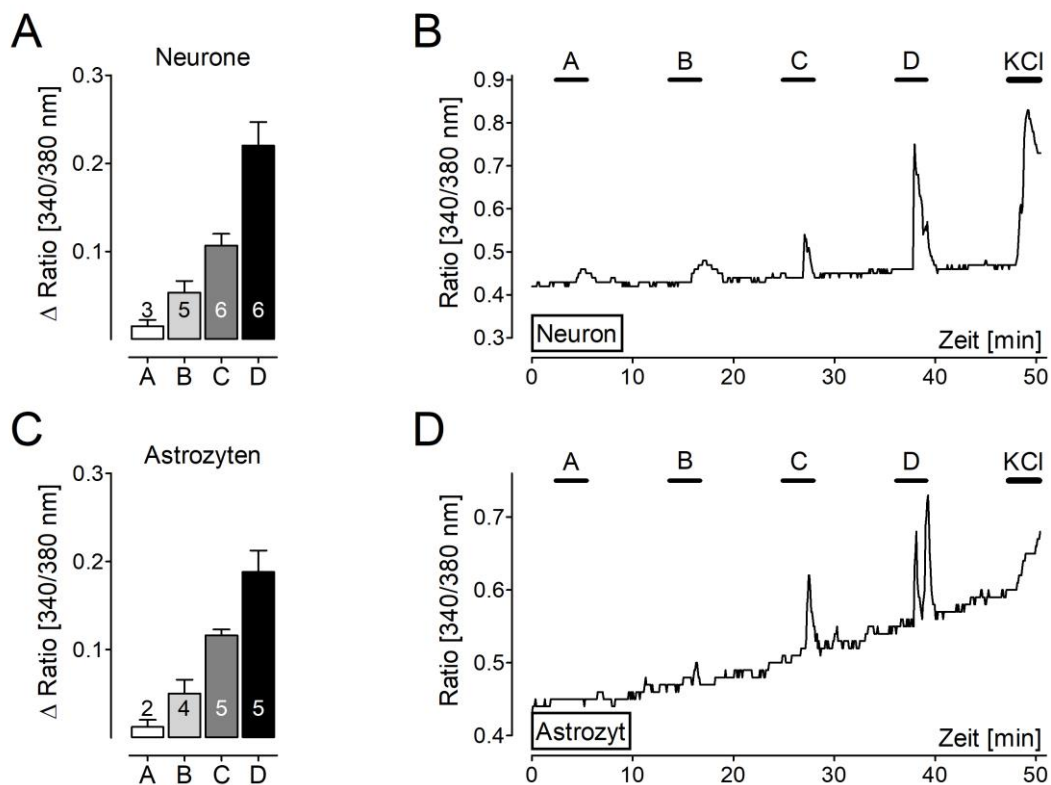 A
Neurone
Δ Ratio [340/380 nm]
0.3
0.2
0.1
3
5
6
6
A B C D
B
Ratio [340/380 nm]
0.9
0.8
0.7
0.6
0.5
0.4
0.3
A B C D KCl
Neuron
Zeit [min]
0 10 20 30 40 50
C
Astrozyten
Δ Ratio [340/380 nm]
0.3
0.2
0.1
2
4
5
5
A B C D
D
Ratio [340/380 nm]
0.7
0.6
0.5
0.4
A B C D KCl
Astrozyt
Zeit [min]
0 10 20 30 40 50